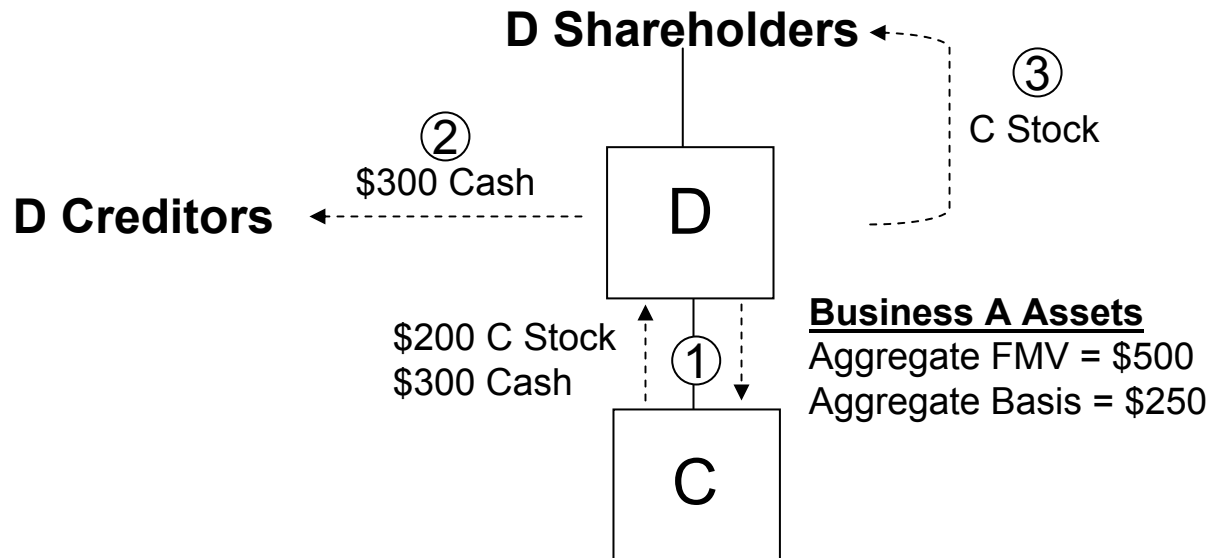 D Shareholders
③
C Stock
②
$300 Cash
D Creditors
D
$200 C Stock
$300 Cash
①
Business A Assets
Aggregate FMV = $500
Aggregate Basis = $250
C